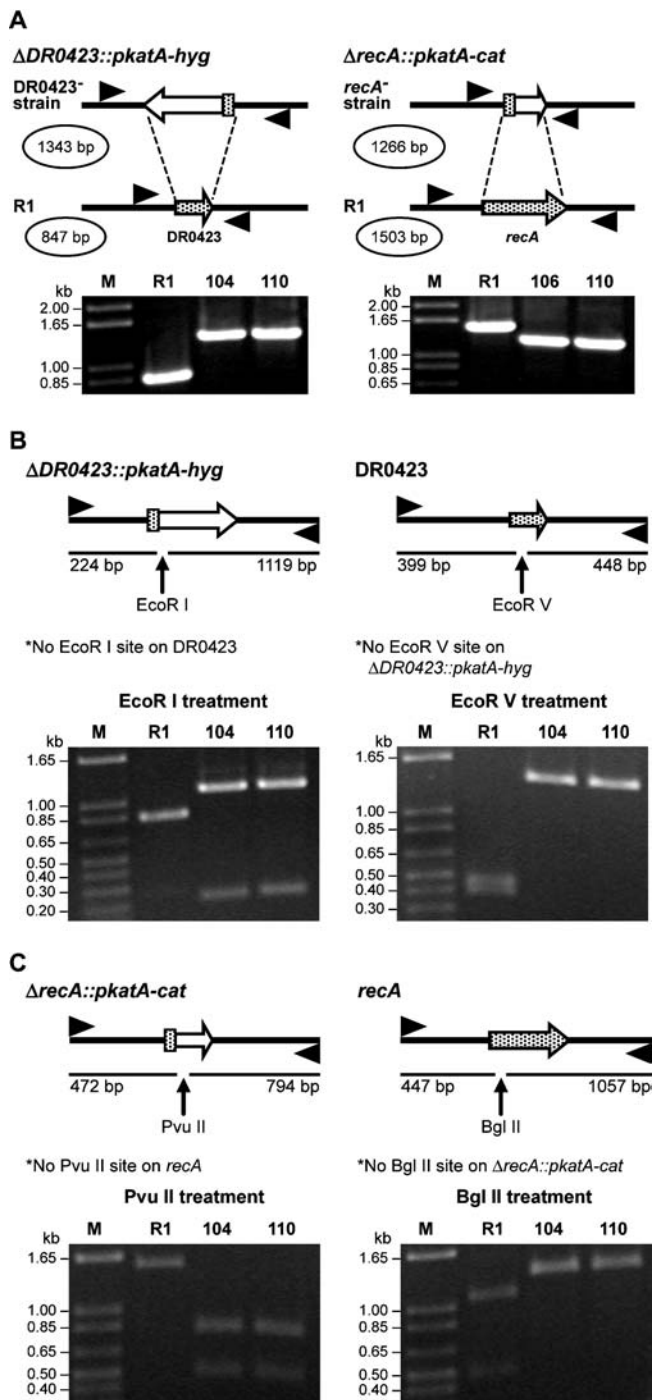 A
ΔDR0423::pkatA-hyg
ΔrecA::pkatA-cat
DR0423-
strain
recA-
strain
1343 bp
1266 bp
R1
R1
847 bp
DR0423
1503 bp
recA
M R1 104 110
M R1 106 110
kb
2.00
1.65
1.00
0.85
kb
2.00
1.65
1.00
0.85
0.65
B
ΔDR0423::pkatA-hyg
DR0423
224 bp 1119 bp
399 bp 448 bp
EcoR I
EcoR V
*No EcoR I site on DR0423
*No EcoR V site on
ΔDR0423::pkatA-hyg
EcoR I treatment
EcoR V treatment
M R1 104 110
M R1 104 110
kb
1.65
1.00
0.85
0.65
0.50
0.40
0.30
0.20
kb
1.65
1.00
0.85
0.65
0.50
0.40
0.30
C
ΔrecA::pkatA-cat
recA
472 bp 794 bp
447 bp 1057 bp
Pvu II
Bgl II
*No Pvu II site on recA
*No Bgl II site on ΔrecA::pkatA-cat
Pvu II treatment
Bgl II treatment
M R1 104 110
M R1 104 110
kb
1.65
1.00
0.85
0.65
0.50
0.40
kb
1.65
1.00
0.85
0.65
0.50
0.40